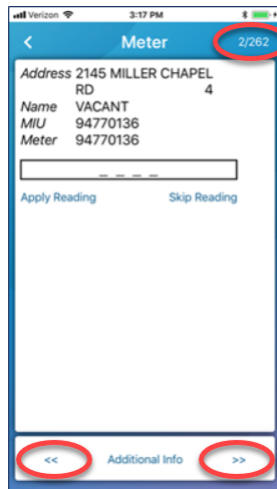 Verizon 3:17 PM
< Meter 2/262
Address 2145 MILLER CHAPEL
RD 4
Name VACANT
MIU 94770136
Meter 94770136
_ _ _ _
Apply Reading Skip Reading
<< Additional Info >>